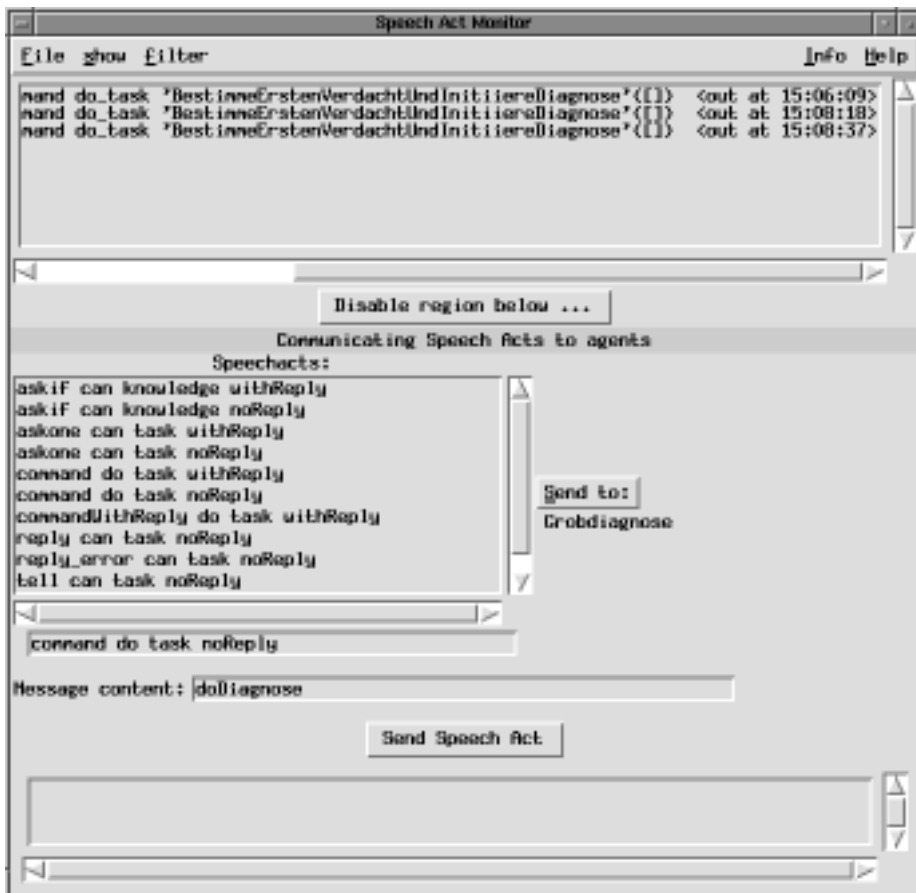 Speech Act Monitor
File show filter Info Help
mand do_task 'BestimmeErstenVerdachtUndInitiiereDiagnose'([]) <out at 15:06:09>
mand do_task 'BestimmeErstenVerdachtUndInitiiereDiagnose'([]) <out at 15:08:18>
mand do_task 'BestimmeErstenVerdachtUndInitiiereDiagnose'([]) <out at 15:08:37>
Disable region below ...
Communicating Speech Acts to agents
Speechacts:
askif can knowledge withReply
askif can knowledge noReply
askone can task withReply
askone can task noReply
command do task withReply
command do task noReply
commandWithReply do task withReply
reply can task noReply
reply_error can task noReply
tell can task noReply
Send to:
Grobdiagnose
command do task noReply
Message content: doDiagnose
Send Speech Act